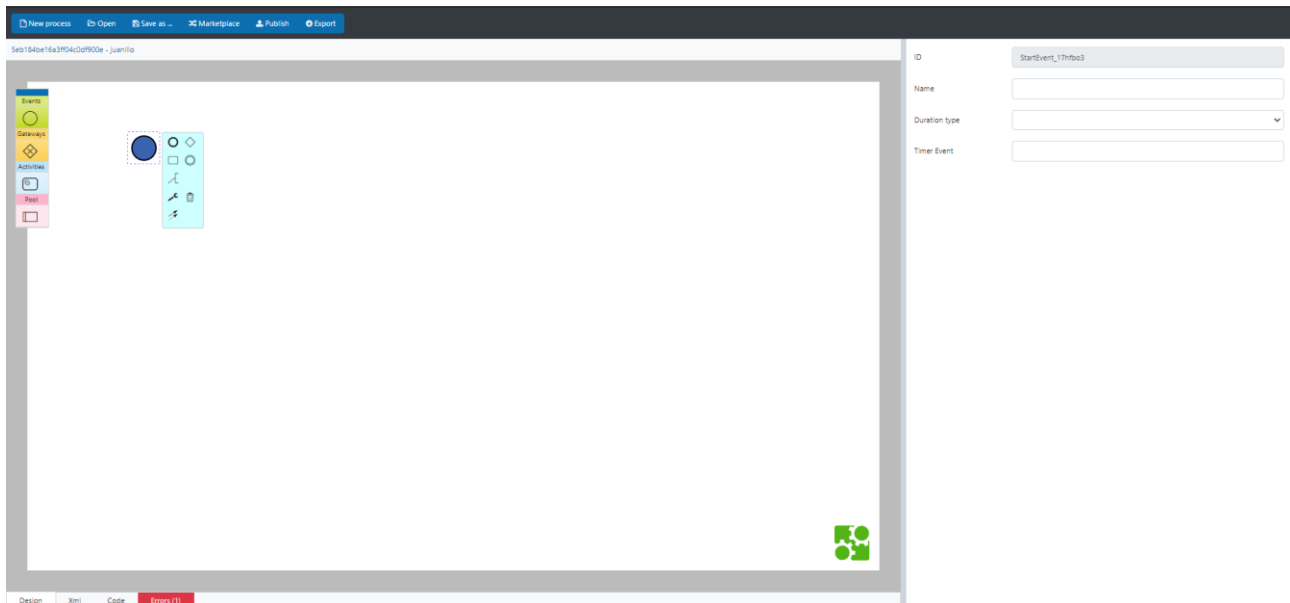 New process Open Save as ... Marketplace Publish Export
5eb184be16a3ff04c0df900e - juanlio
ID StartEvent_17hfbo3
Name
Duration type
Timer Event
Events
Gateways
Activities
Pool
Design Xml Code Errors (1)